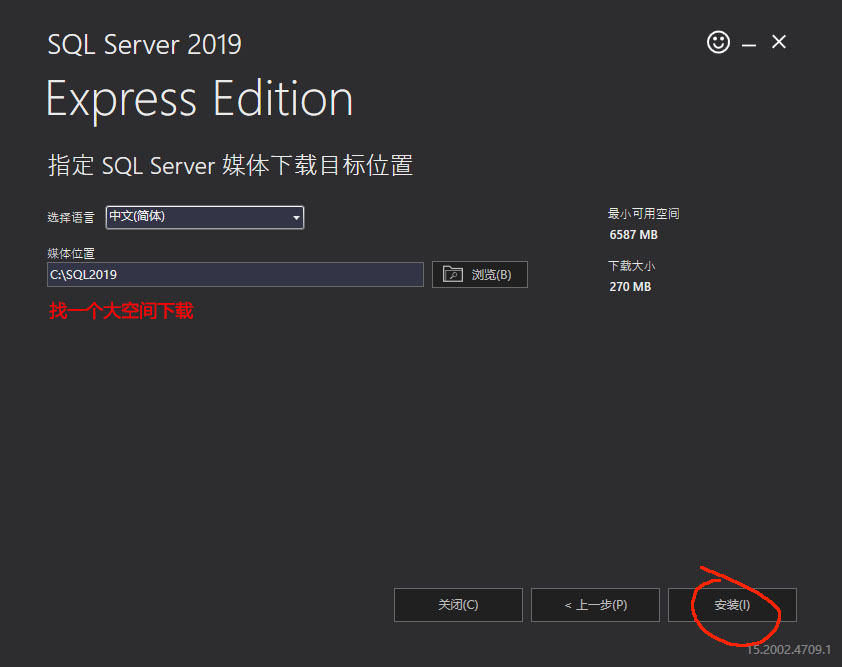 SQL Server 2019
Express Edition
指定 SQL Server 媒体下载目标位置
选择语言 中文(简体)
最小可用空间
6587 MB
媒体位置
C:\SQL2019 浏览(B)
下载大小
270 MB
找一个大空间下载
关闭(C) < 上一步(P) 安装(I)
15.2002.4709.1